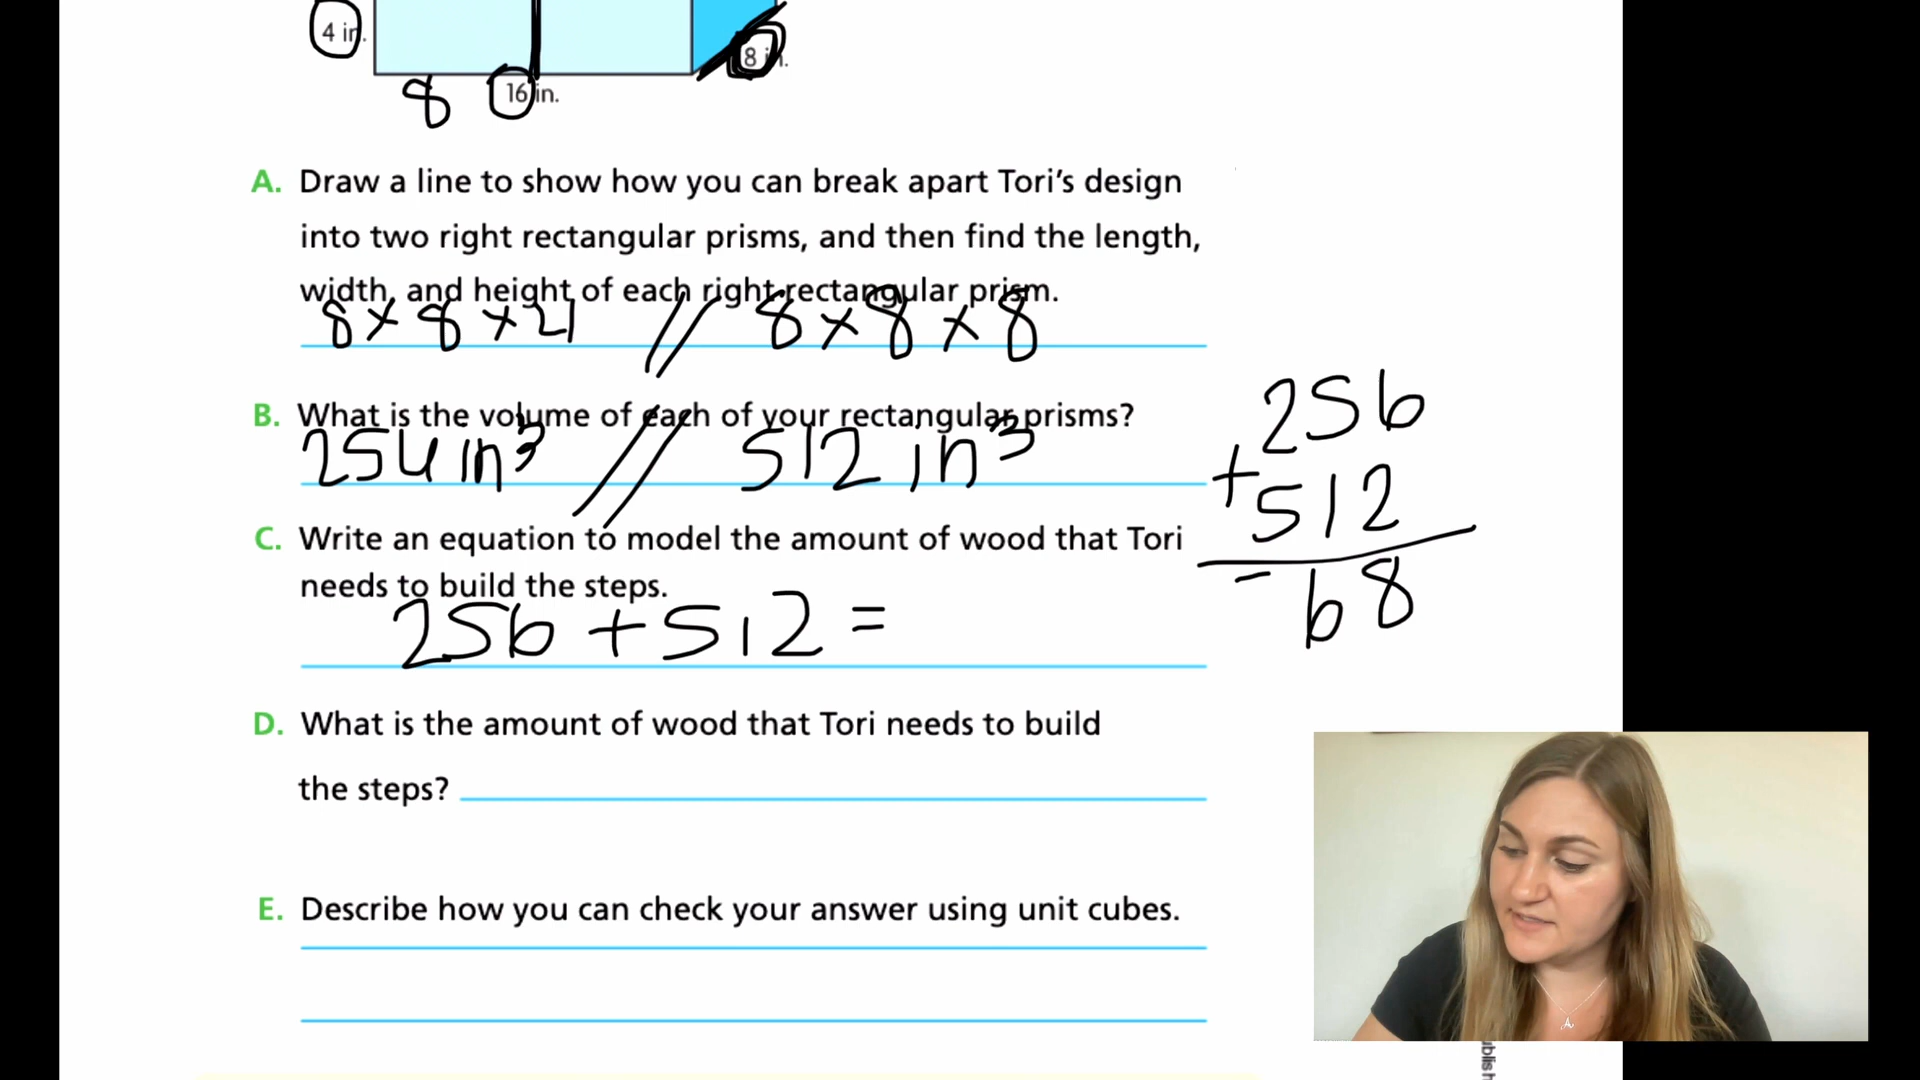 4 in.
8 in.
8 16 in.
A. Draw a line to show how you can break apart Tori's design
into two right rectangular prisms, and then find the length,
width, and height of each right rectangular prism.
8 × 8 × 4 // 8 × 8 × 8
B. What is the volume of each of your rectangular prisms?
256 + 512
254 in³ // 512 in³
68
C. Write an equation to model the amount of wood that Tori
needs to build the steps.
256 + 512 =
D. What is the amount of wood that Tori needs to build
the steps?
E. Describe how you can check your answer using unit cubes.